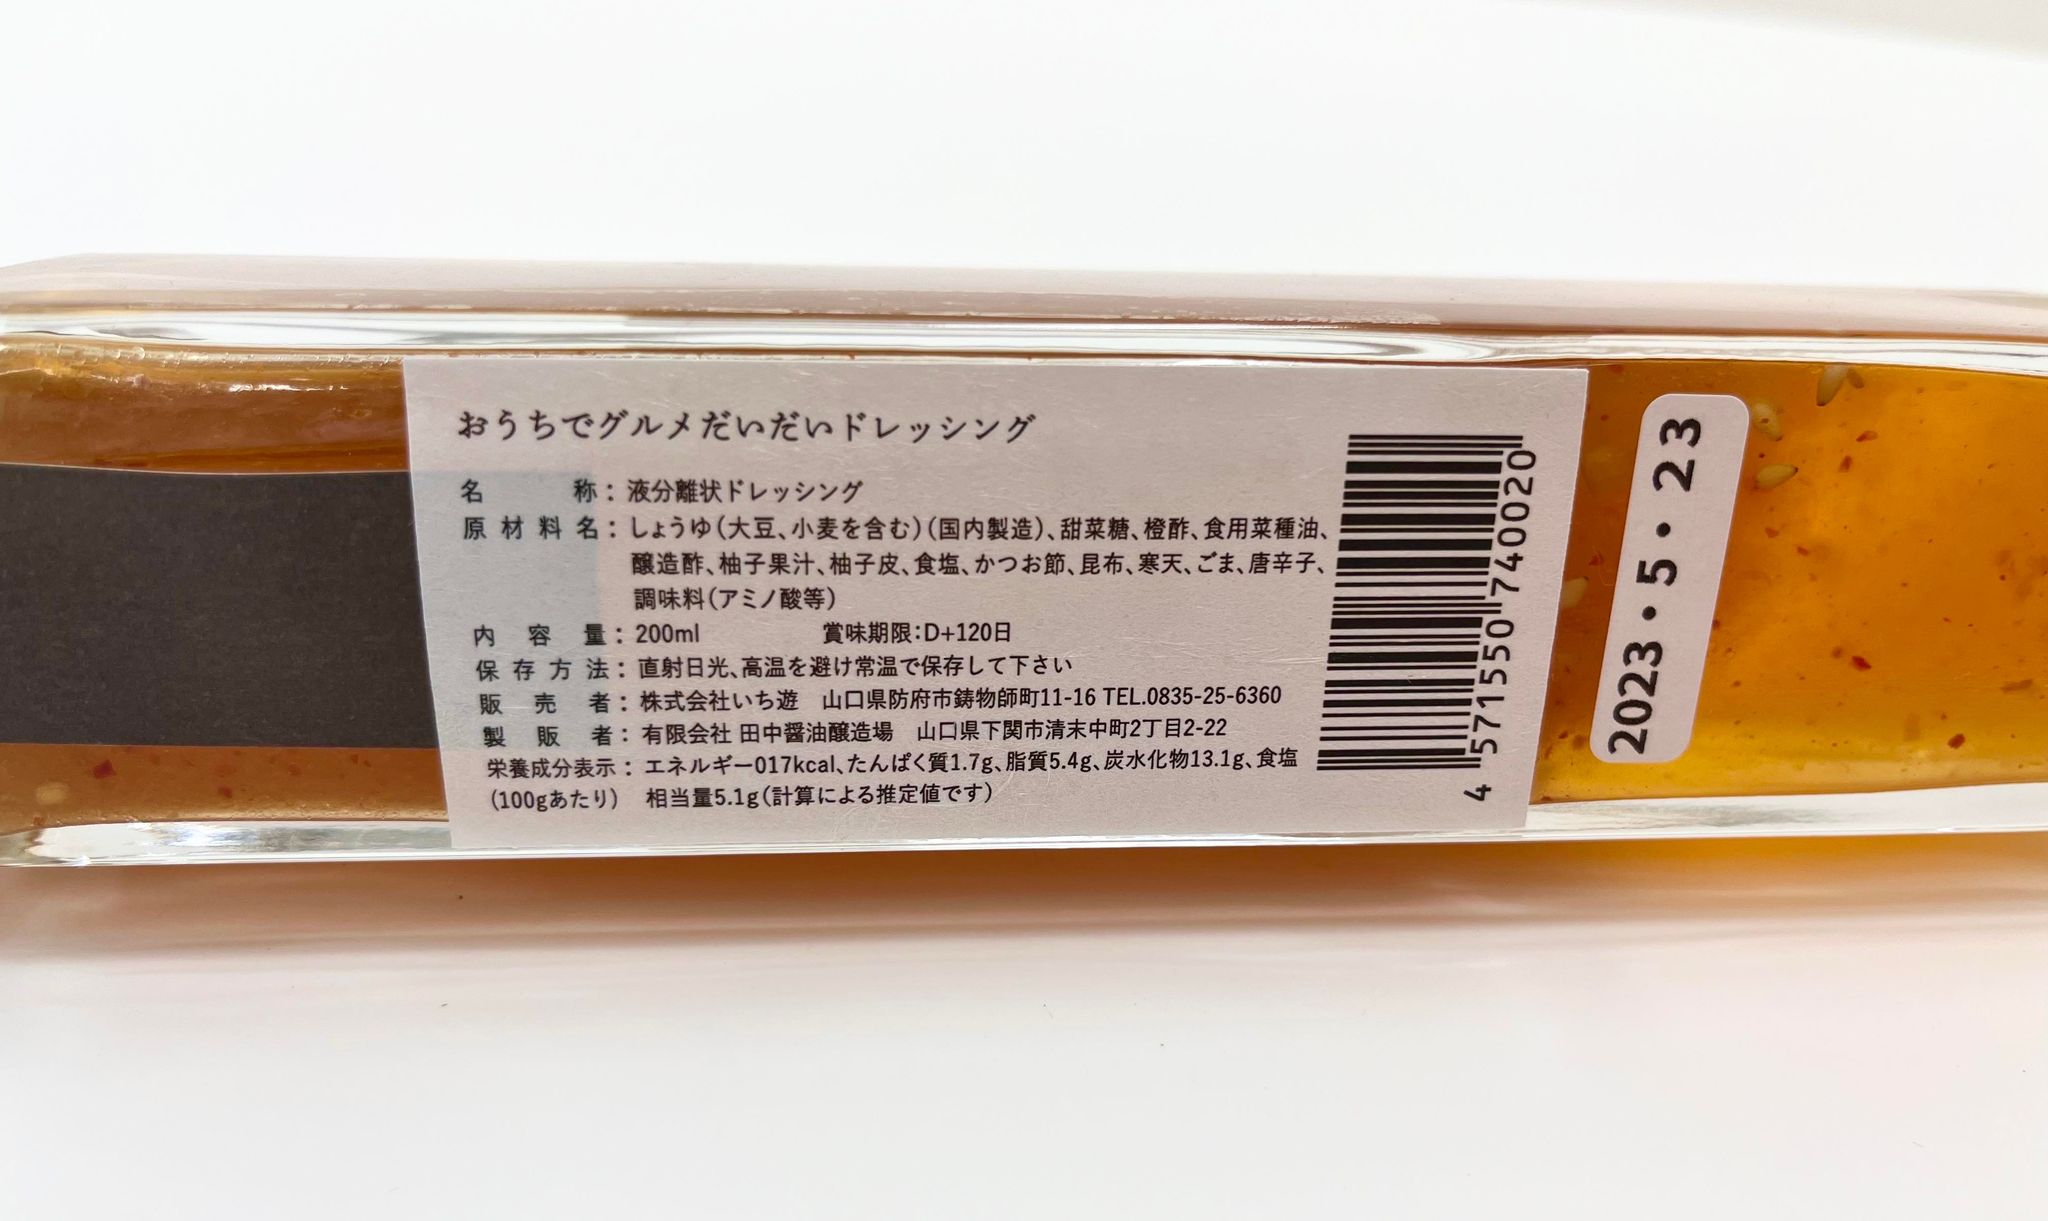 おうちでグルメだいだいドレッシング
名称：液分離状ドレッシング
原材料名：しょうゆ（大豆、小麦を含む）（国内製造）、甜菜糖、橙酢、食用菜種油、
醸造酢、柚子果汁、柚子皮、食塩、かつお節、昆布、寒天、ごま、唐辛子、
調味料（アミノ酸等）
内容量：200ml 賞味期限：D+120日
保存方法：直射日光、高温を避け常温で保存して下さい
販売者：株式会社いち遊 山口県防府市鋳物師町11-16 TEL.0835-25-6360
製販者：有限会社 田中醤油醸造場 山口県下関市清末中町2丁目2-22
栄養成分表示：エネルギー017kcal、たんぱく質1.7g、脂質5.4g、炭水化物13.1g、食塩
（100gあたり） 相当量5.1g（計算による推定値です）
4571550740020
2023・5・23